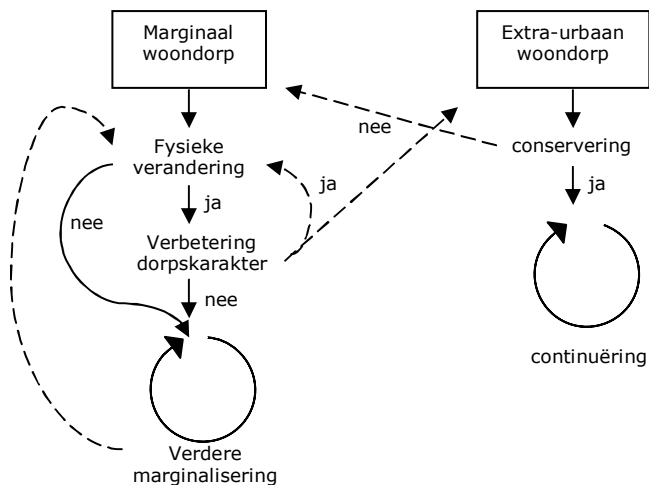 Marginaal
woondorp
Extra-urbaan
woondorp
nee
Fysieke
verandering
conservering
ja
ja
ja
nee
Verbetering
dorpskarakter
nee
continuëring
Verdere
marginalisering